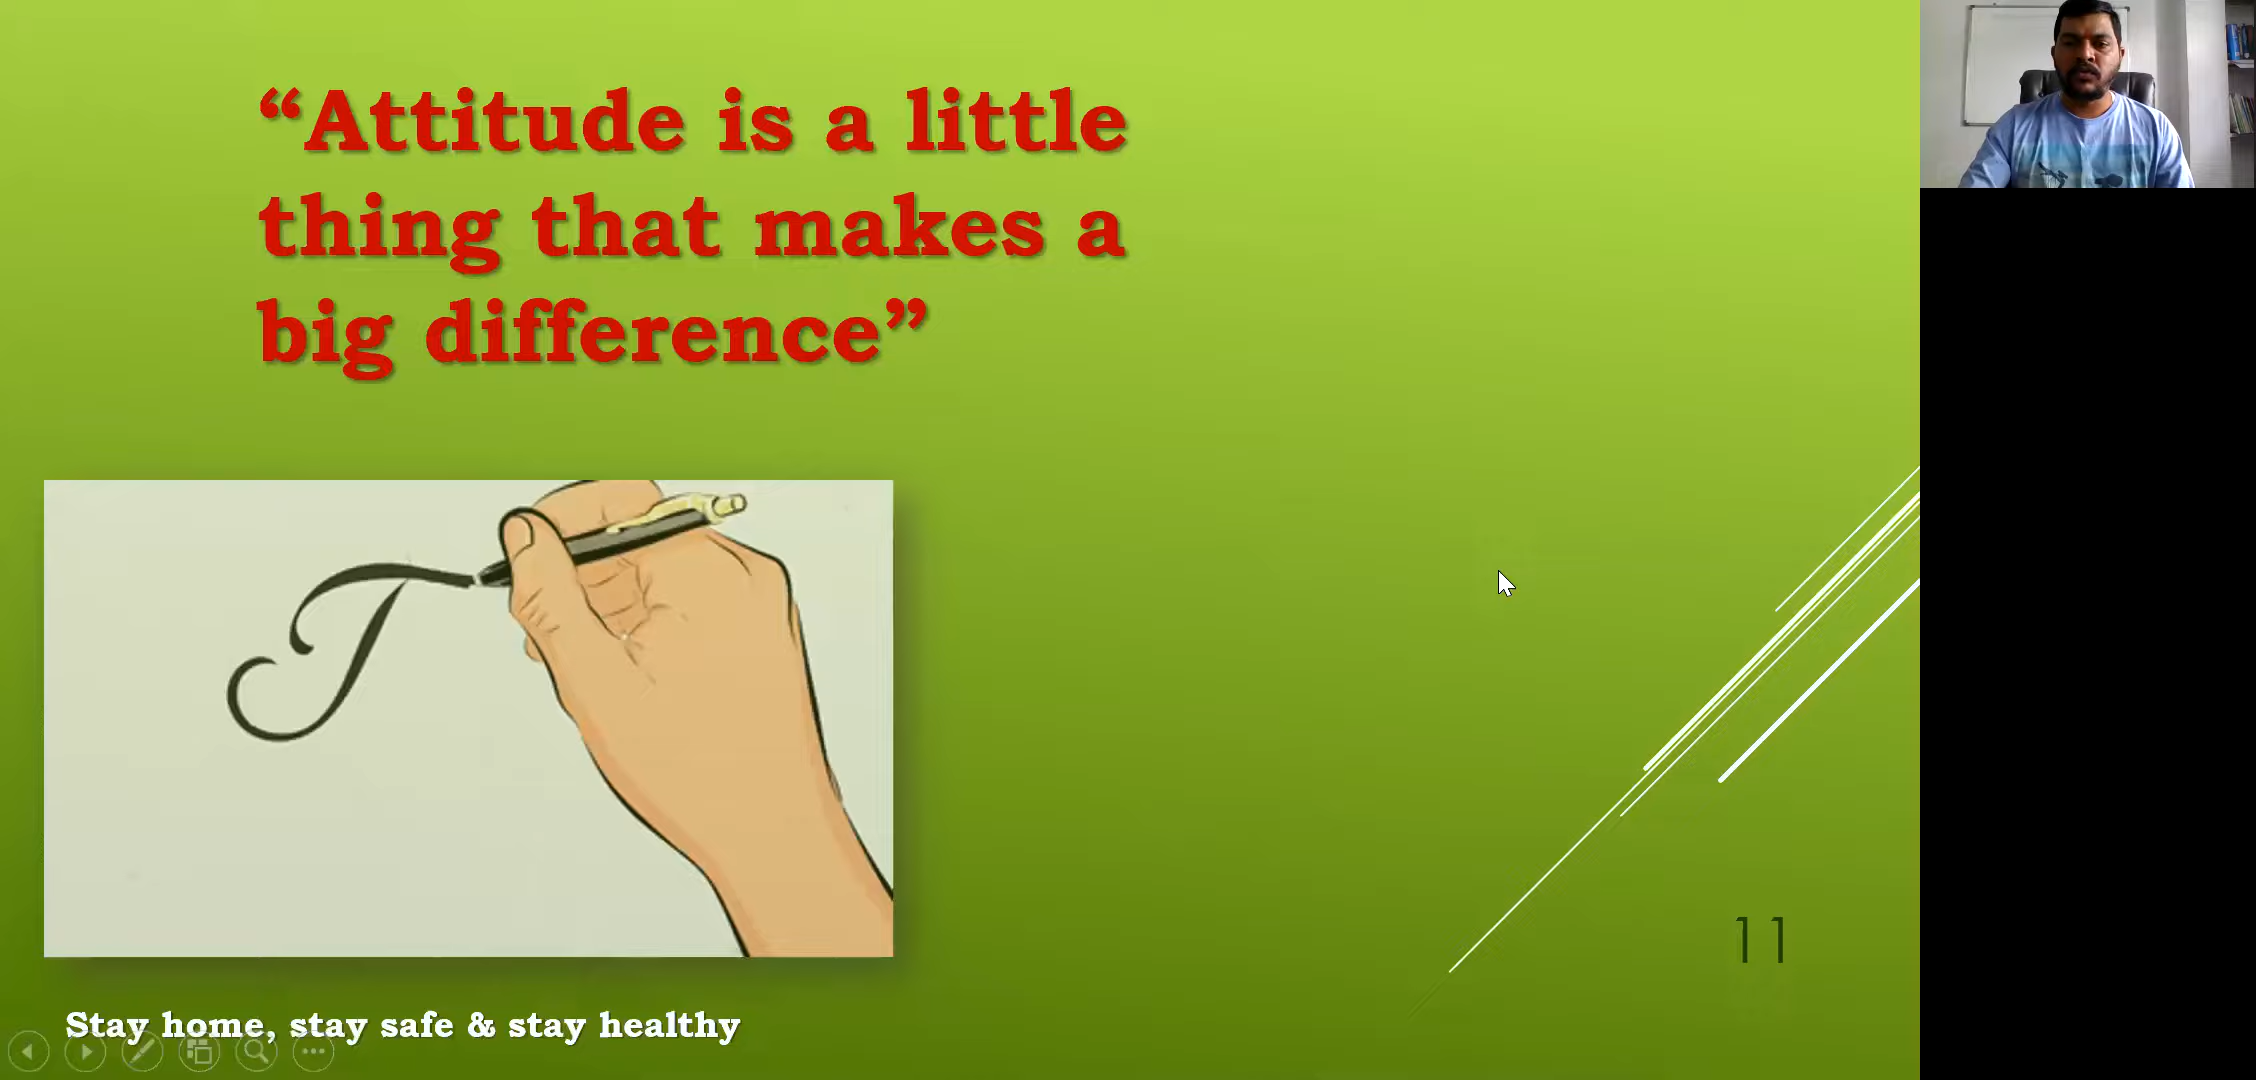 “Attitude is a little
thing that makes a
big difference”
T
11
Stay home, stay safe & stay healthy